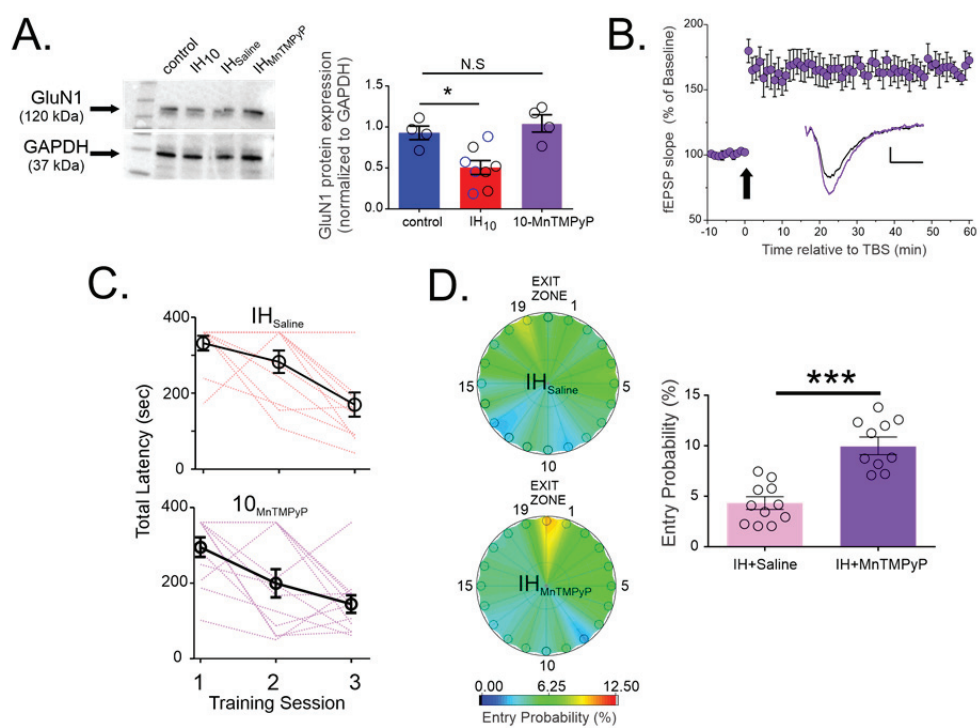 A.
control
IH10
IHSaline
IHMnTMPyP
GluN1
(120 kDa)
GAPDH
(37 kDa)
GluN1 protein expression
(normalized to GAPDH)
1.5
1.0
0.5
0.0
N.S
*
control
IH10
10-MnTMPyP
B.
fEPSP slope (% of Baseline)
200
150
100
50
-10
0
10
20
30
40
50
60
Time relative to TBS (min)
C.
Total Latency (sec)
IHSaline
400
200
0
10MnTMPyP
400
200
0
1
2
3
Training Session
D.
EXIT
ZONE
19
1
15
5
IHSaline
10
EXIT
ZONE
19
1
15
5
IHMnTMPyP
10
0.00
6.25
12.50
Entry Probability (%)
Entry Probability (%)
15
10
5
0
***
IH+Saline
IH+MnTMPyP